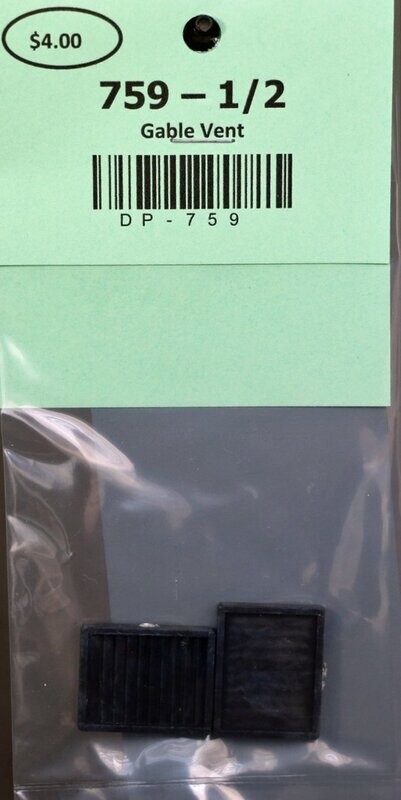 $4.00
759 – 1/2
Gable Vent
DP-759